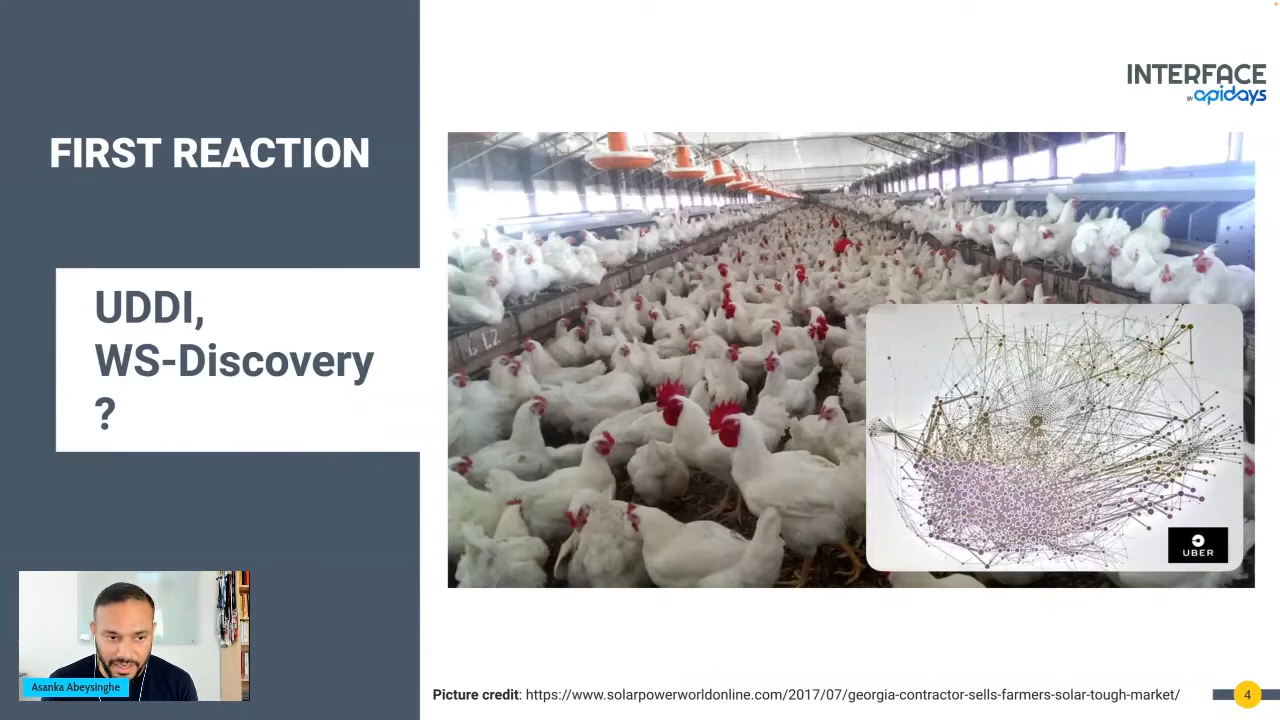 INTERFACE
BY apidays
FIRST REACTION
UDDI,
WS-Discovery
?
UBER
Asanka Abeysinghe
Picture credit: https://www.solarpowerworldonline.com/2017/07/georgia-contractor-sells-farmers-solar-tough-market/
4